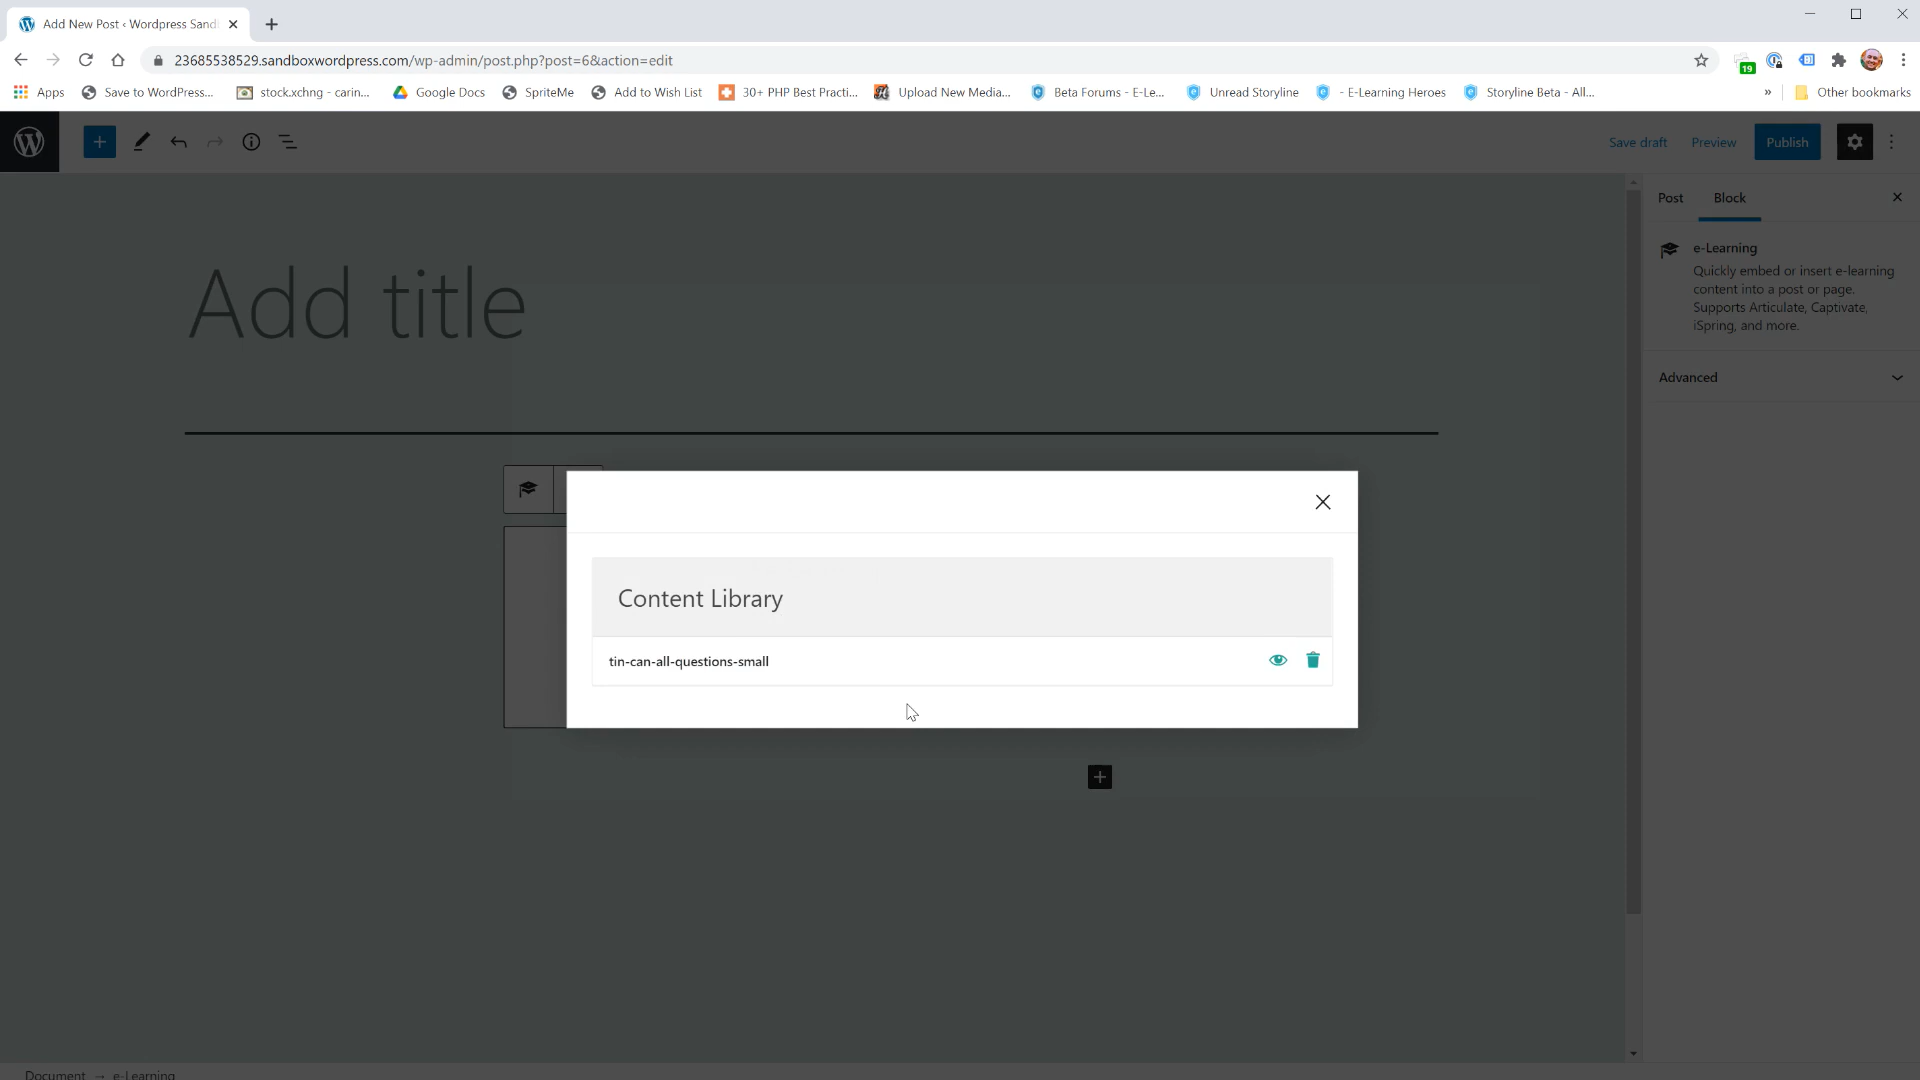 Add New Post ‹ Wordpress Sand
23685538529.sandboxwordpress.com/wp-admin/post.php?post=6&action=edit
19
Apps
Save to WordPress...
stock.xchng - carin...
Google Docs
SpriteMe
Add to Wish List
30+ PHP Best Practi...
Upload New Media...
Beta Forums - E-Le...
Unread Storyline
- E-Learning Heroes
Storyline Beta - All...
»
Other bookmarks
Save draft
Preview
Publish
Post
Block
e-Learning
Quickly embed or insert e-learning
content into a post or page.
Supports Articulate, Captivate,
iSpring, and more.
Advanced
Add title
Content Library
tin-can-all-questions-small
Document → e-Learning